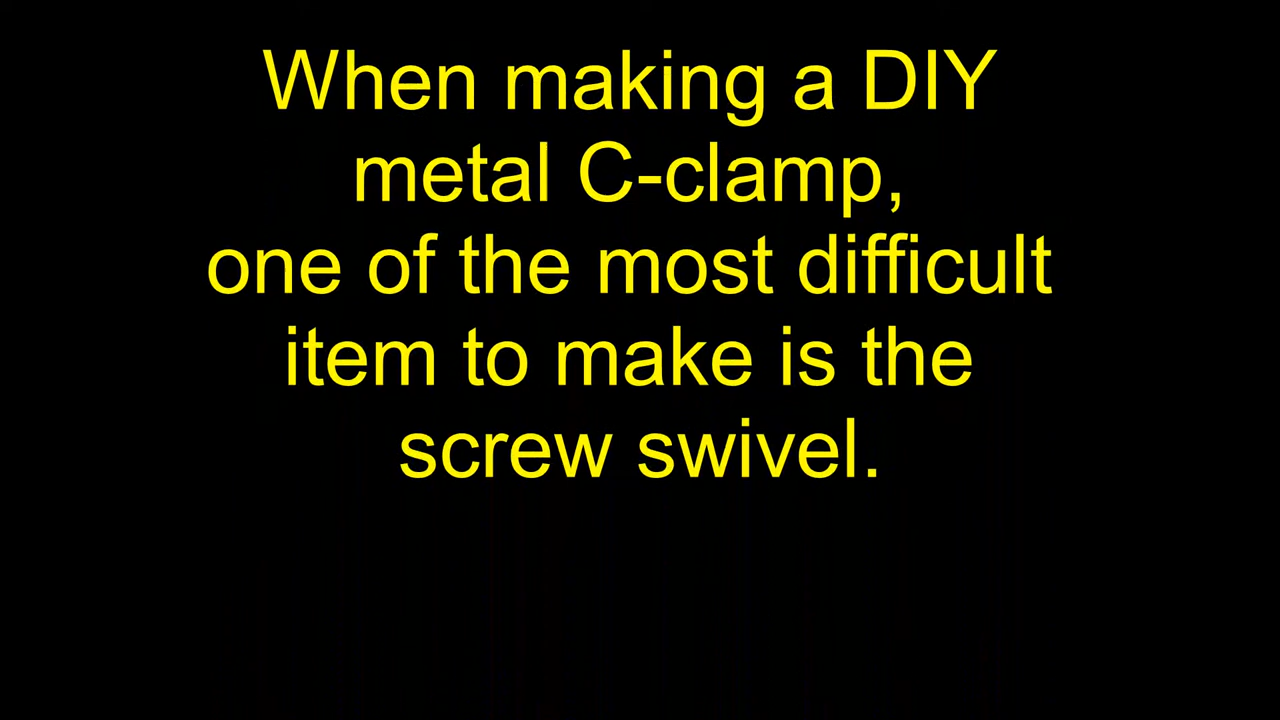 When making a DIY
metal C-clamp,
one of the most difficult
item to make is the
screw swivel.